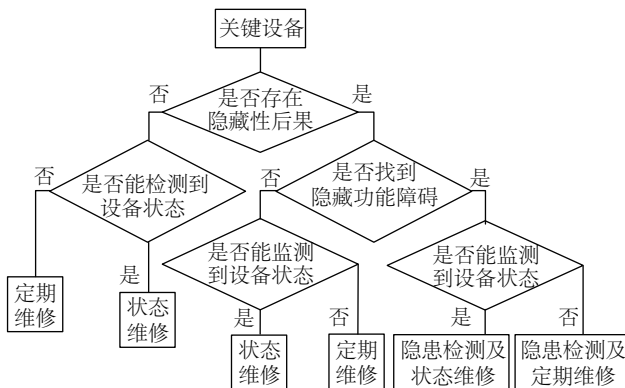 关键设备
否
是否存在
隐藏性后果
是
否
是否能检测到
设备状态
否
是否找到
隐藏功能障碍
是
是
是否能监测
到设备状态
否
是否能监测
到设备状态
否
定期
维修
状态
维修
是
状态
维修
定期
维修
是
隐患检测及
状态维修
隐患检测及
定期维修